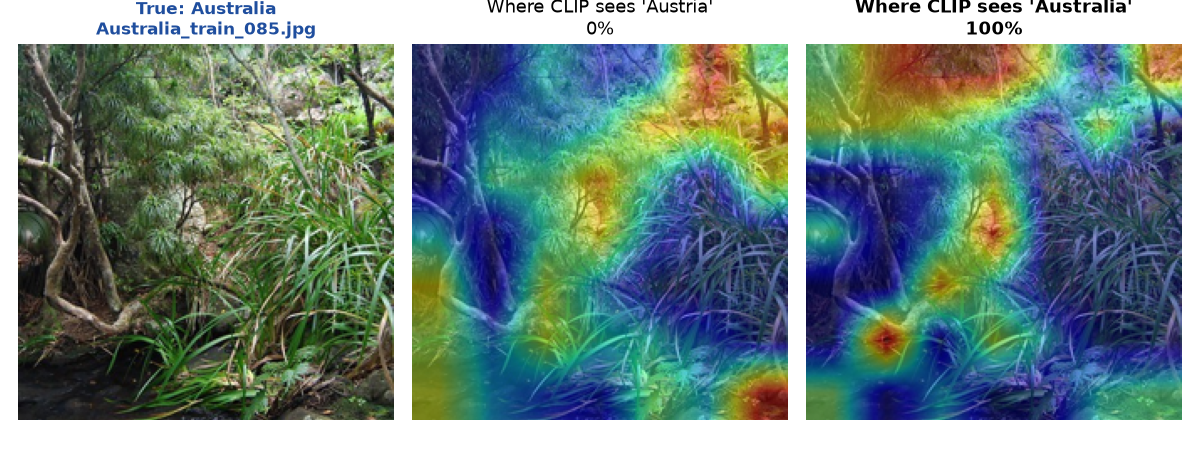 True: Australia
Australia_train_085.jpg
Where CLIP sees 'Austria'
0%
Where CLIP sees 'Australia'
100%